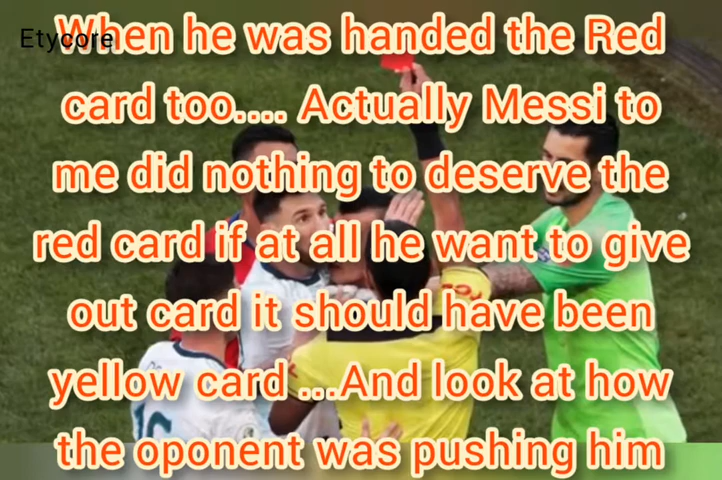 Etycore
When he was handed the Red
card too.... Actually Messi to
me did nothing to deserve the
red card if at all he want to give
out card it should have been
yellow card ...And look at how
the oponent was pushing him